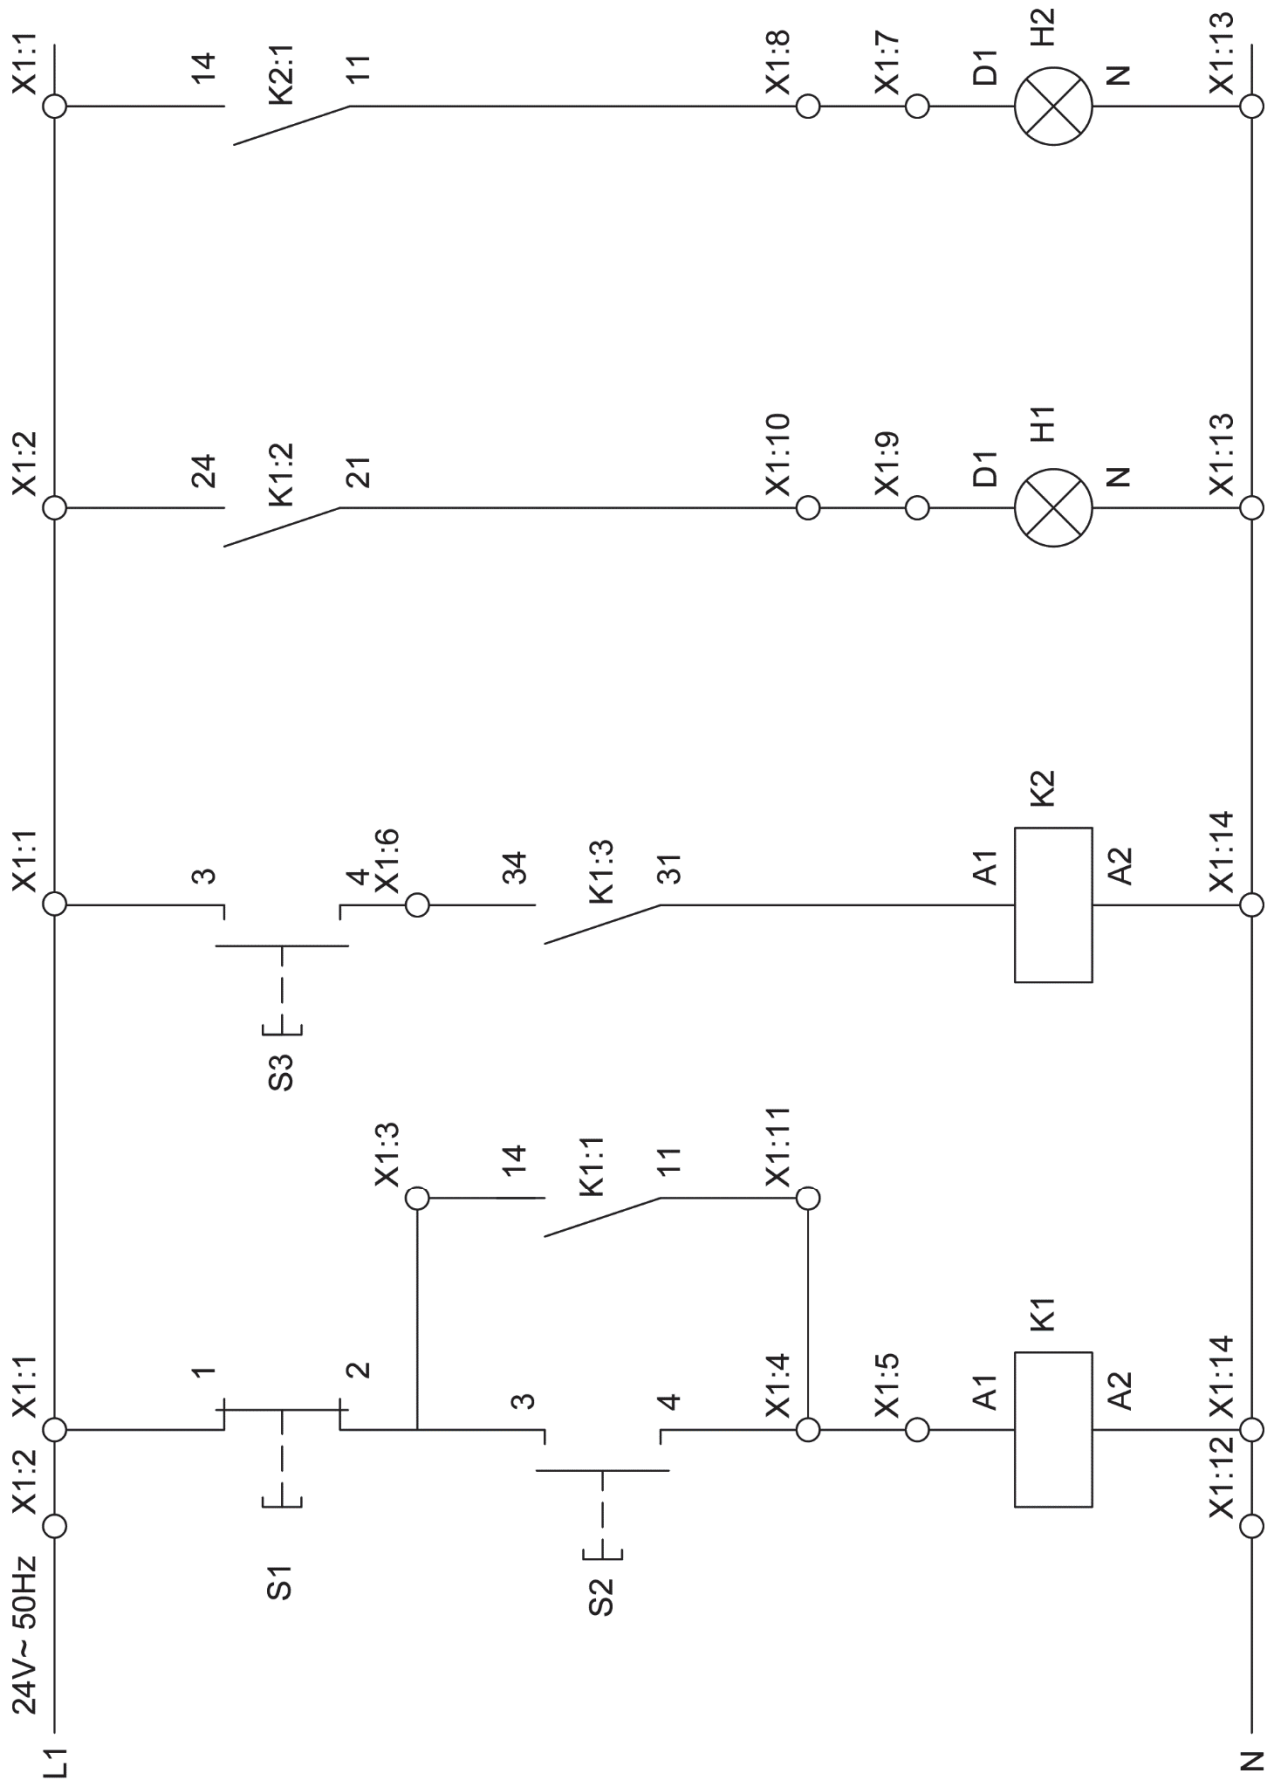 24V~ 50Hz X1:2 X1:1 X1:1 X1:2 X1:1
L1
1 3 24 14
S1 S3 K1:2 K2:1
2 4 21 11
X1:3 X1:6
3 14 34
S2 K1:1 K1:3
4 11 31
X1:4 X1:11 X1:10 X1:8
X1:5 X1:9 X1:7
A1 A1 D1 D1
K1 K2 H1 H2
A2 A2 N N
X1:12 X1:14 X1:14 X1:13 X1:13
N